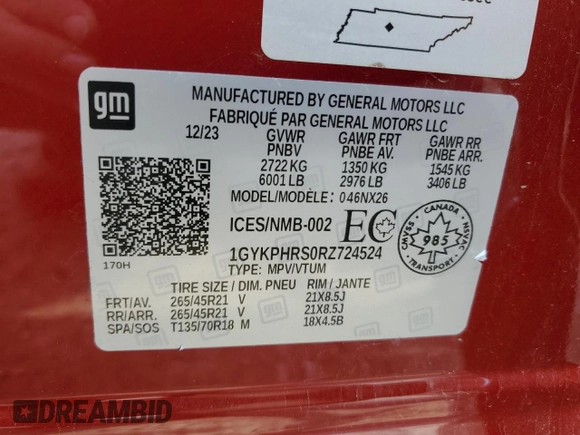 gm
MANUFACTURED BY GENERAL MOTORS LLC
FABRIQUÉ PAR GENERAL MOTORS LLC
12/23 GVWR GAWR FRT GAWR RR
PNBV PNBE AV. PNBE ARR.
2722 KG 1350 KG 1545 KG
6001 LB 2976 LB 3406 LB
MODEL/MODÈLE: 046NX26
ICES/NMB-002 EC
CANADA
SVAC NSVAC
985
TRANSPORT
170H
1GYKPHRS0RZ724524
TYPE: MPV/VTUM
TIRE SIZE / DIM. PNEU RIM / JANTE
FRT/AV. 265/45R21 V 21X8.5J
RR/ARR. 265/45R21 V 21X8.5J
SPA/SOS T135/70R18 M 18X4.5B
DREAMBID